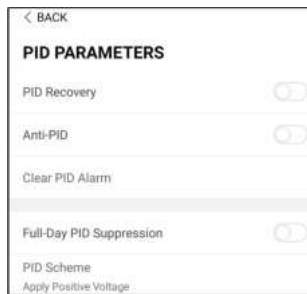 < BACK
PID PARAMETERS
PID Recovery
Anti-PID
Clear PID Alarm
Full-Day PID Suppression
PID Scheme
Apply Positive Voltage